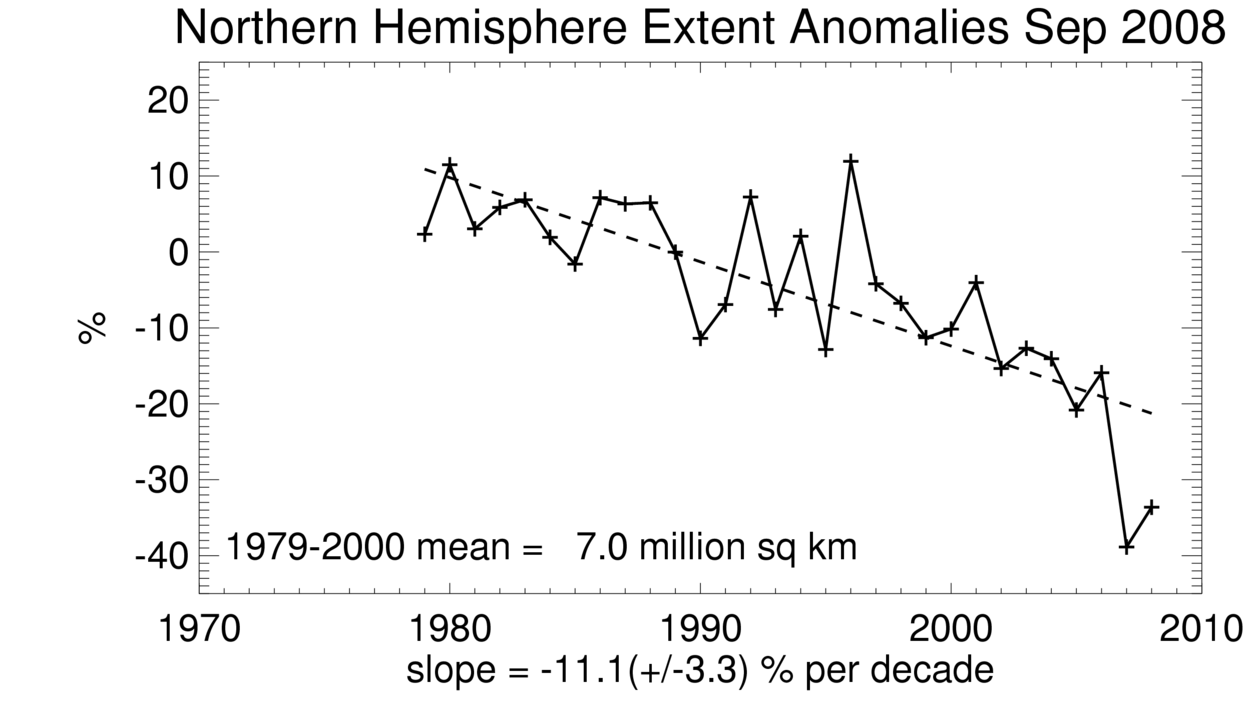 Northern Hemisphere Extent Anomalies Sep 2008
20
10
0
-10
-20
-30
-40
%
1979-2000 mean = 7.0 million sq km
1970 1980 1990 2000 2010
slope = -11.1(+/-3.3) % per decade